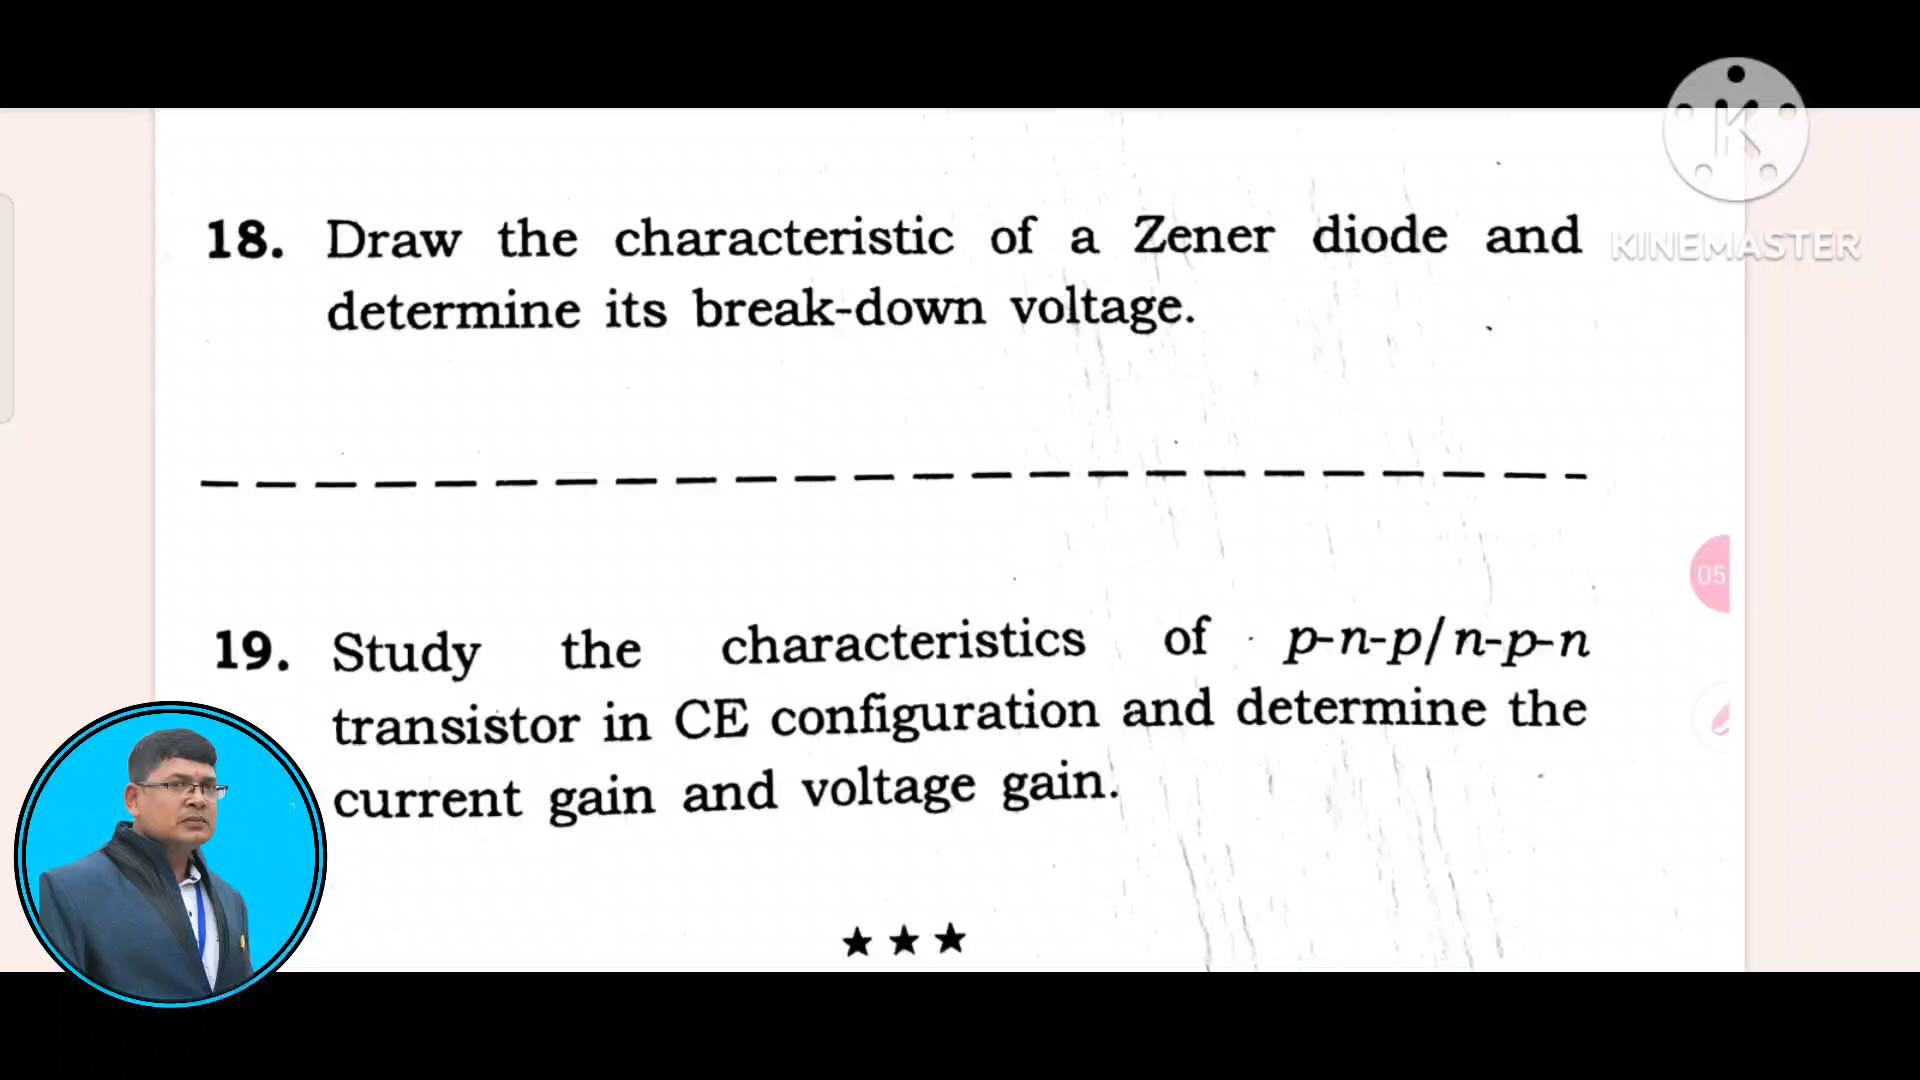 K
KINEMASTER
18. Draw the characteristic of a Zener diode and
determine its break-down voltage.
05
19. Study the characteristics of p-n-p/n-p-n
transistor in CE configuration and determine the
current gain and voltage gain.
★ ★ ★